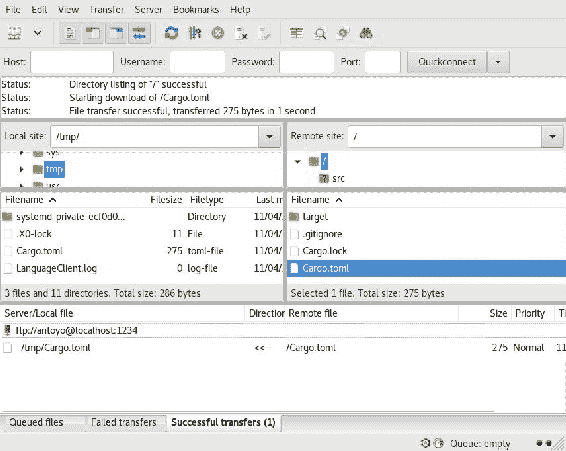 File Edit View Transfer Server Bookmarks Help
Host: Username: Password: Port: Quickconnect
Status: Directory listing of "/" successful
Status: Starting download of /Cargo.toml
Status: File transfer successful, transferred 275 bytes in 1 second
Local site: /tmp/ Remote site: /
sys
tmp /
usr ? src
Filename Filesize Filetype Last m Filename
systemd-private-ecf0d0... Directory 11/04/ target
.X0-lock 11 File 11/04/ .gitignore
Cargo.toml 275 toml-file 11/04/ Cargo.lock
LanguageClient.log 0 log-file 11/04/ Cargo.toml
3 files and 11 directories. Total size: 286 bytes Selected 1 file. Total size: 275 bytes
Server/Local file Direction Remote file Size Priority Ti
ftp://antoyo@localhost:1234
/tmp/Cargo.toml << /Cargo.toml 275 Normal 11
Queued files Failed transfers Successful transfers (1)
Queue: empty